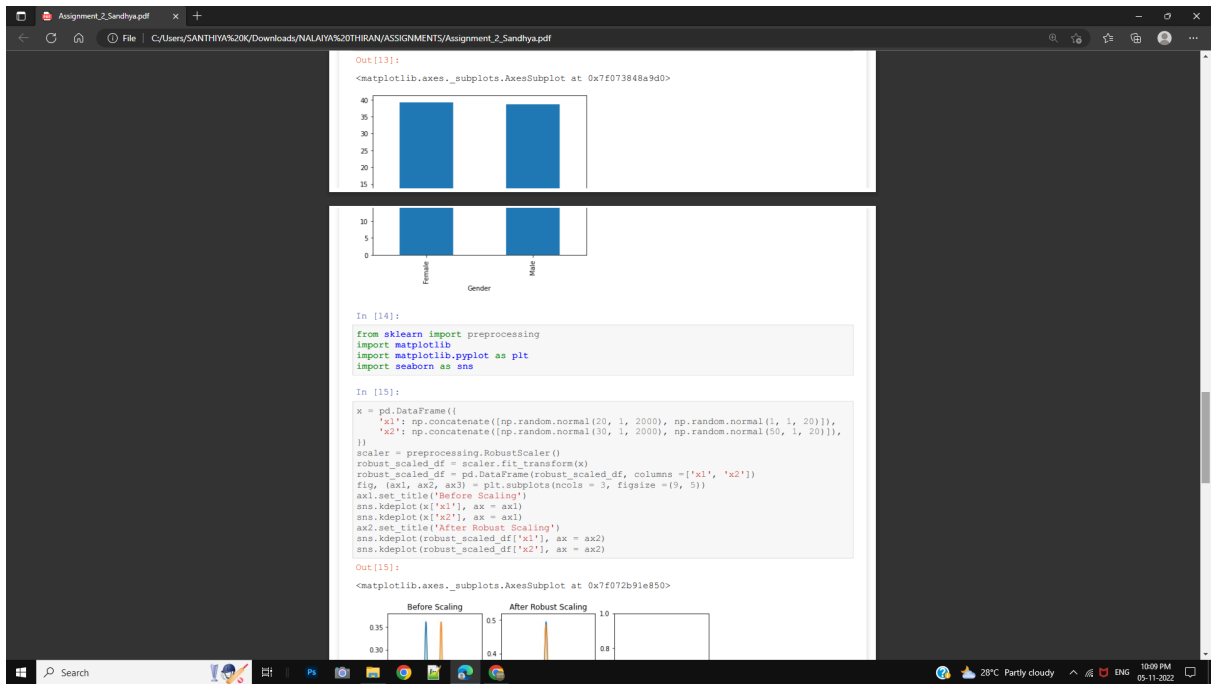 Assignment_2_Sandhya.pdf
File
C:/Users/SANTHIYA%20K/Downloads/NALAIYA%20THIRAN/ASSIGNMENTS/Assignment_2_Sandhya.pdf
Out[13]:
<matplotlib.axes._subplots.AxesSubplot at 0x7f073848a9d0>
40
35
30
25
20
15
10
5
0
Female
Male
Gender
In [14]:
from sklearn import preprocessing
import matplotlib
import matplotlib.pyplot as plt
import seaborn as sns
In [15]:
x = pd.DataFrame({
    'x1': np.concatenate([np.random.normal(20, 1, 2000), np.random.normal(1, 1, 20)]),
    'x2': np.concatenate([np.random.normal(30, 1, 2000), np.random.normal(50, 1, 20)]),
})
scaler = preprocessing.RobustScaler()
robust_scaled_df = scaler.fit_transform(x)
robust_scaled_df = pd.DataFrame(robust_scaled_df, columns =['x1', 'x2'])
fig, (ax1, ax2, ax3) = plt.subplots(ncols = 3, figsize =(9, 5))
ax1.set_title('Before Scaling')
sns.kdeplot(x['x1'], ax = ax1)
sns.kdeplot(x['x2'], ax = ax1)
ax2.set_title('After Robust Scaling')
sns.kdeplot(robust_scaled_df['x1'], ax = ax2)
sns.kdeplot(robust_scaled_df['x2'], ax = ax2)
Out[15]:
<matplotlib.axes._subplots.AxesSubplot at 0x7f072b91e850>
Before Scaling
After Robust Scaling
0.35
0.30
0.5
0.4
1.0
0.8
Search
Ps
28°C Partly cloudy
ENG
10:09 PM
05-11-2022